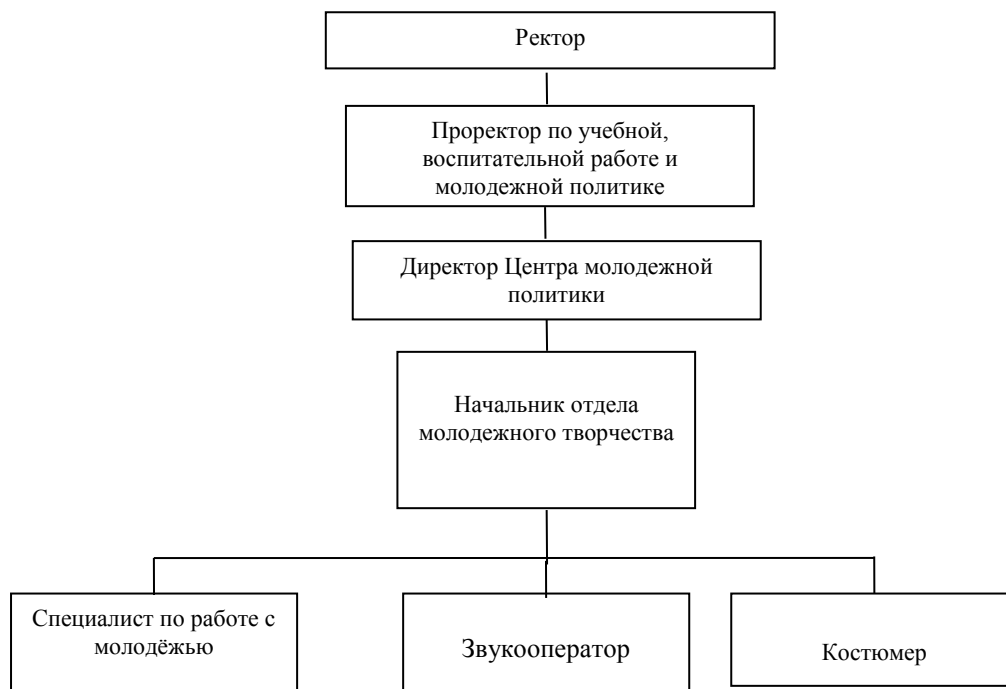 Ректор
Проректор по учебной,
воспитательной работе и
молодежной политике
Директор Центра молодежной
политики
Начальник отдела
молодежного творчества
Специалист по работе с
молодёжью
Звукооператор
Костюмер